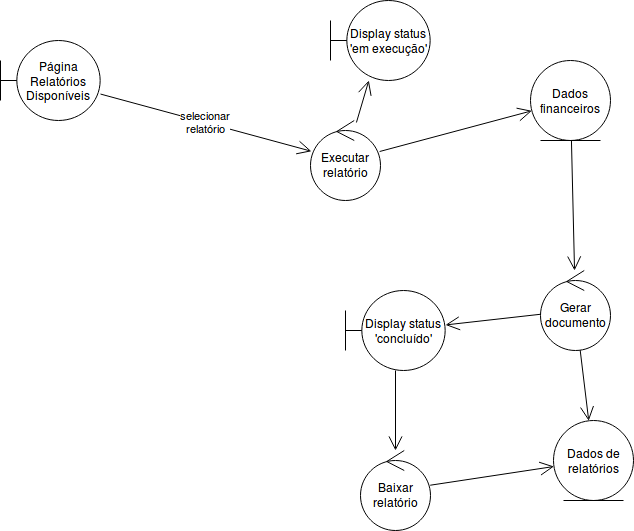 Display status
'em execução'
Página
Relatórios
Disponíveis
Dados
financeiros
selecionar
relatório
Executar
relatório
Gerar
documento
Display status
'concluído'
Dados de
relatórios
Baixar
relatório